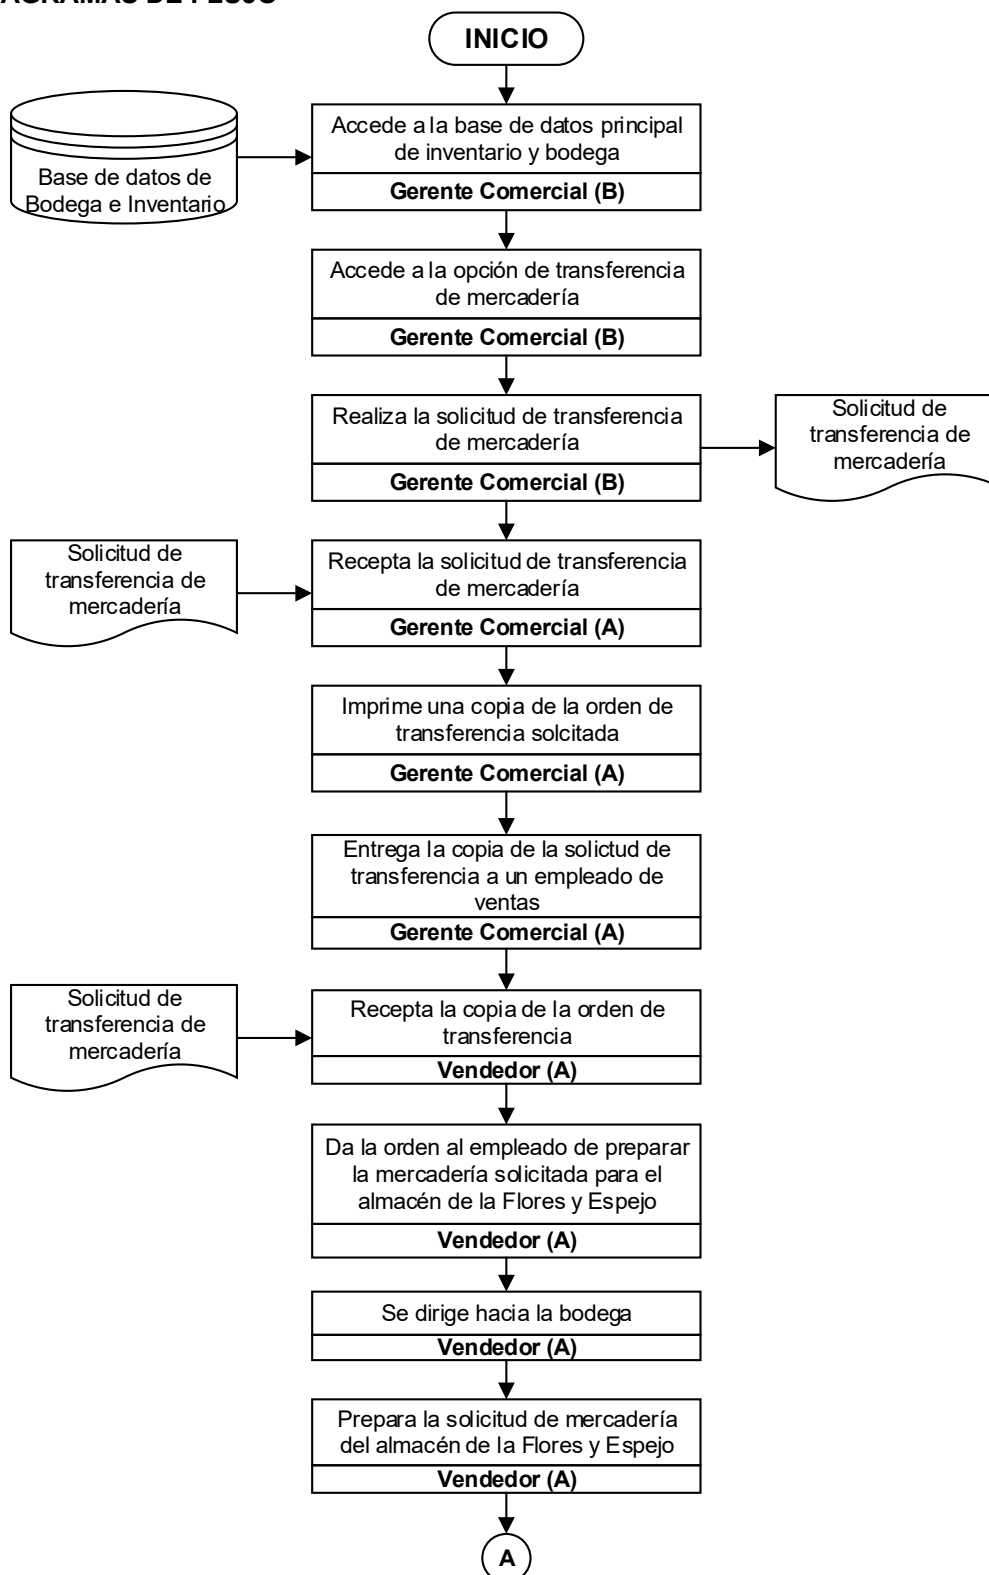 INICIO
Base de datos de
Bodega e Inventario
Accede a la base de datos principal
de inventario y bodega
Gerente Comercial (B)
Accede a la opción de transferencia
de mercadería
Gerente Comercial (B)
Realiza la solicitud de transferencia
de mercadería
Gerente Comercial (B)
Solicitud de
transferencia de
mercadería
Solicitud de
transferencia de
mercadería
Recepta la solicitud de transferencia
de mercadería
Gerente Comercial (A)
Imprime una copia de la orden de
transferencia solcitada
Gerente Comercial (A)
Entrega la copia de la solictud de
transferencia a un empleado de
ventas
Gerente Comercial (A)
Solicitud de
transferencia de
mercadería
Recepta la copia de la orden de
transferencia
Vendedor (A)
Da la orden al empleado de preparar
la mercadería solicitada para el
almacén de la Flores y Espejo
Vendedor (A)
Se dirige hacia la bodega
Vendedor (A)
Prepara la solicitud de mercadería
del almacén de la Flores y Espejo
Vendedor (A)
A